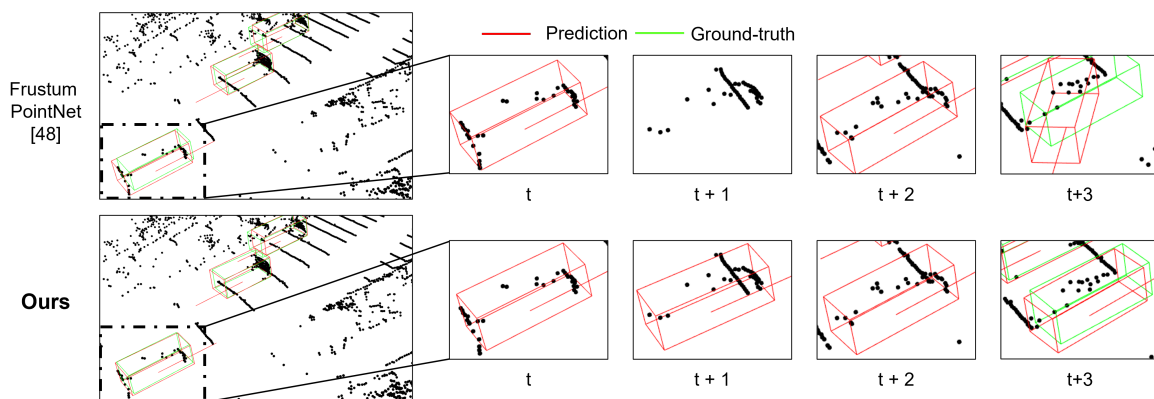 Prediction Ground-truth
Frustum
PointNet
[48]
t t + 1 t + 2 t+3
Ours
t t + 1 t + 2 t+3